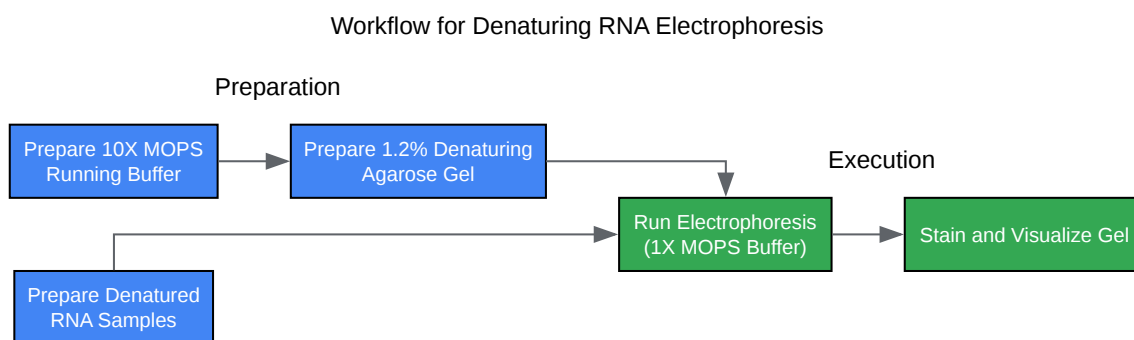 Workflow for Denaturing RNA Electrophoresis
Preparation
Prepare 10X MOPS
Running Buffer
Prepare 1.2% Denaturing
Agarose Gel
Execution
Run Electrophoresis
(1X MOPS Buffer)
Stain and Visualize Gel
Prepare Denatured
RNA Samples